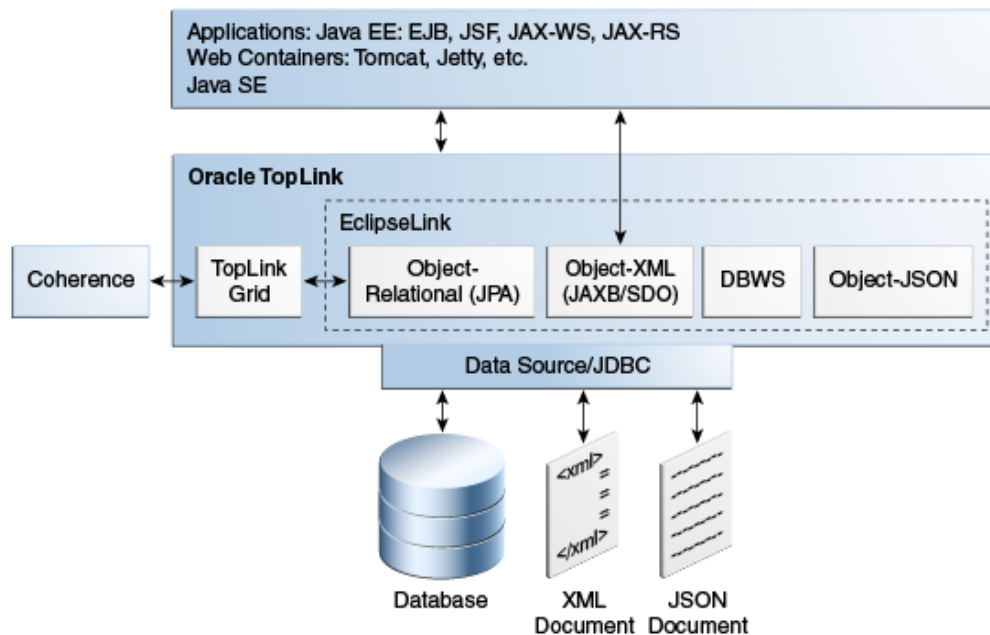 Applications: Java EE: EJB, JSF, JAX-WS, JAX-RS
Web Containers: Tomcat, Jetty, etc.
Java SE
Oracle TopLink
EclipseLink
Coherence
TopLink
Grid
Object-
Relational (JPA)
Object-XML
(JAXB/SDO)
DBWS
Object-JSON
Data Source/JDBC
<xml>
=
=
=
</xml>
Database
XML
Document
JSON
Document